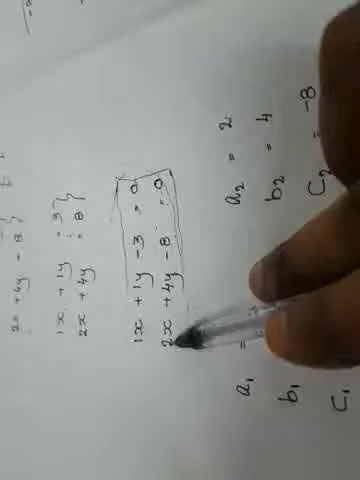 2x + 4y - 8
1x + 1y = 3
2x + 4y = 8
1x + 1y - 3 = 0
2x + 4y - 8 = 0
a1 = a2 = 2
b1 b2 = 4
c1 c2 = -8